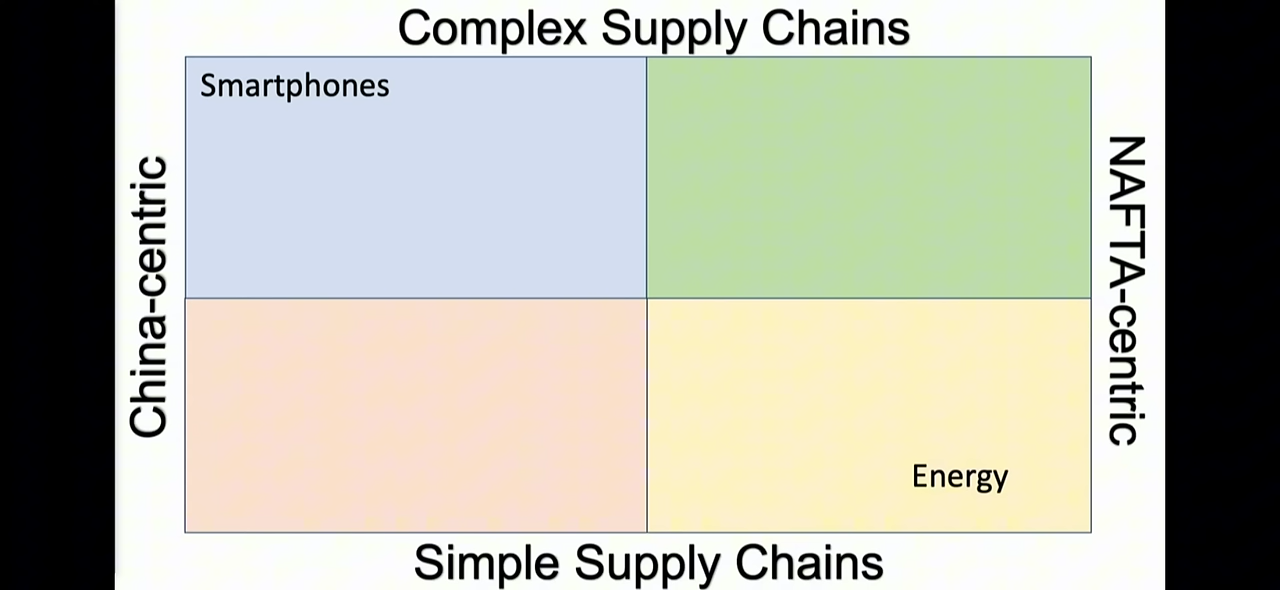 Complex Supply Chains
Smartphones
China-centric
NAFTA-centric
Energy
Simple Supply Chains